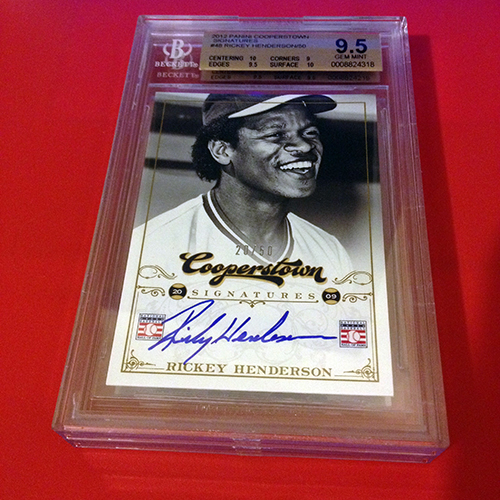 2012 PANINI COOPERSTOWN
SIGNATURES
#48 RICKEY HENDERSON/50
CENTERING 10 CORNERS 9
EDGES 9.5 SURFACE 10
9.5
GEM MINT
0008824318
BECKETT
20/50
Cooperstown
20 SIGNATURES 09
Rickey Henderson
RICKEY HENDERSON